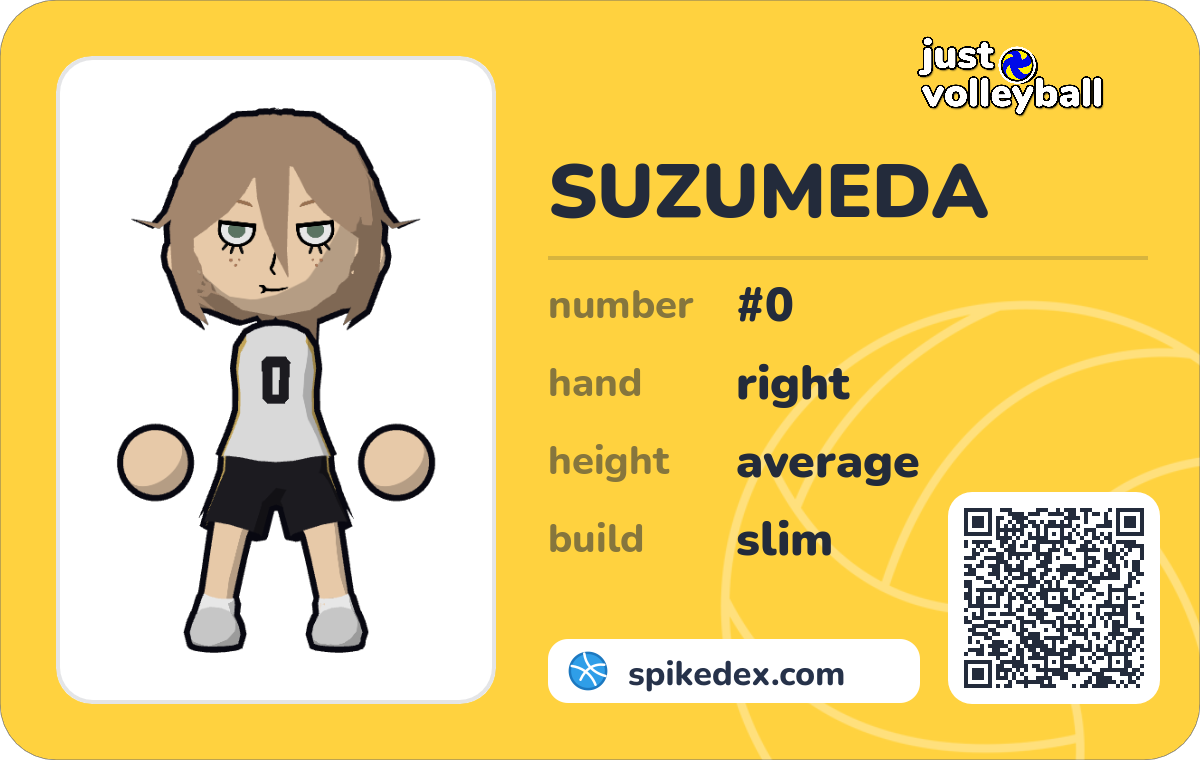 just
volleyball
SUZUMEDA
number #0
hand right
height average
build slim
0
spikedex.com